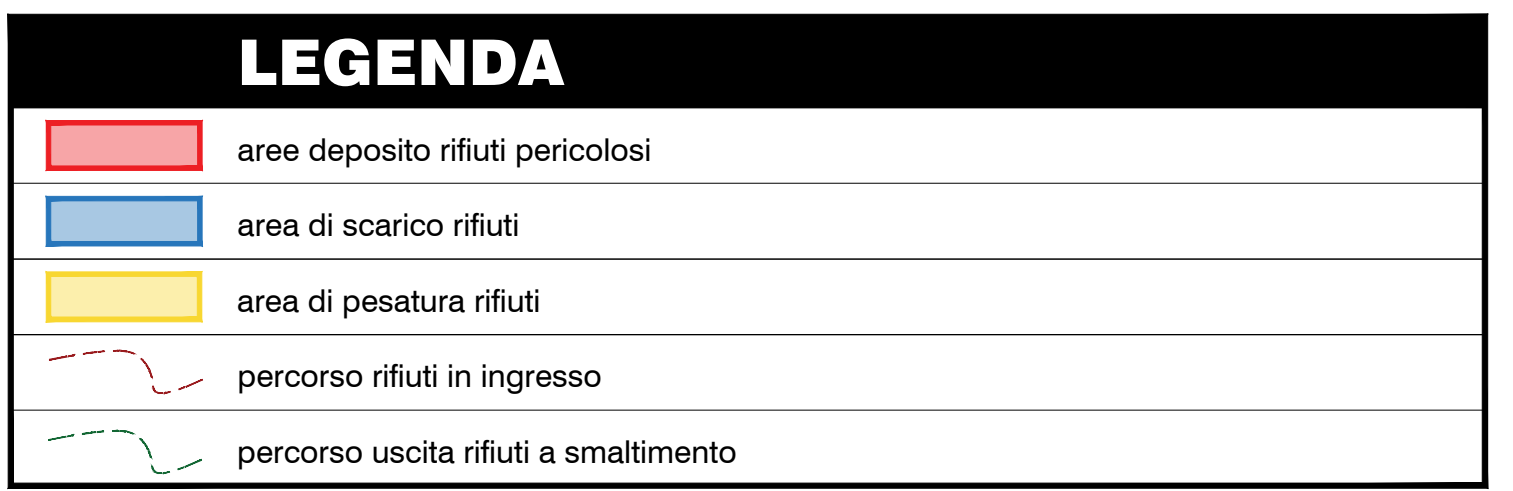 LEGENDA
aree deposito rifiuti pericolosi
area di scarico rifiuti
area di pesatura rifiuti
percorso rifiuti in ingresso
percorso uscita rifiuti a smaltimento